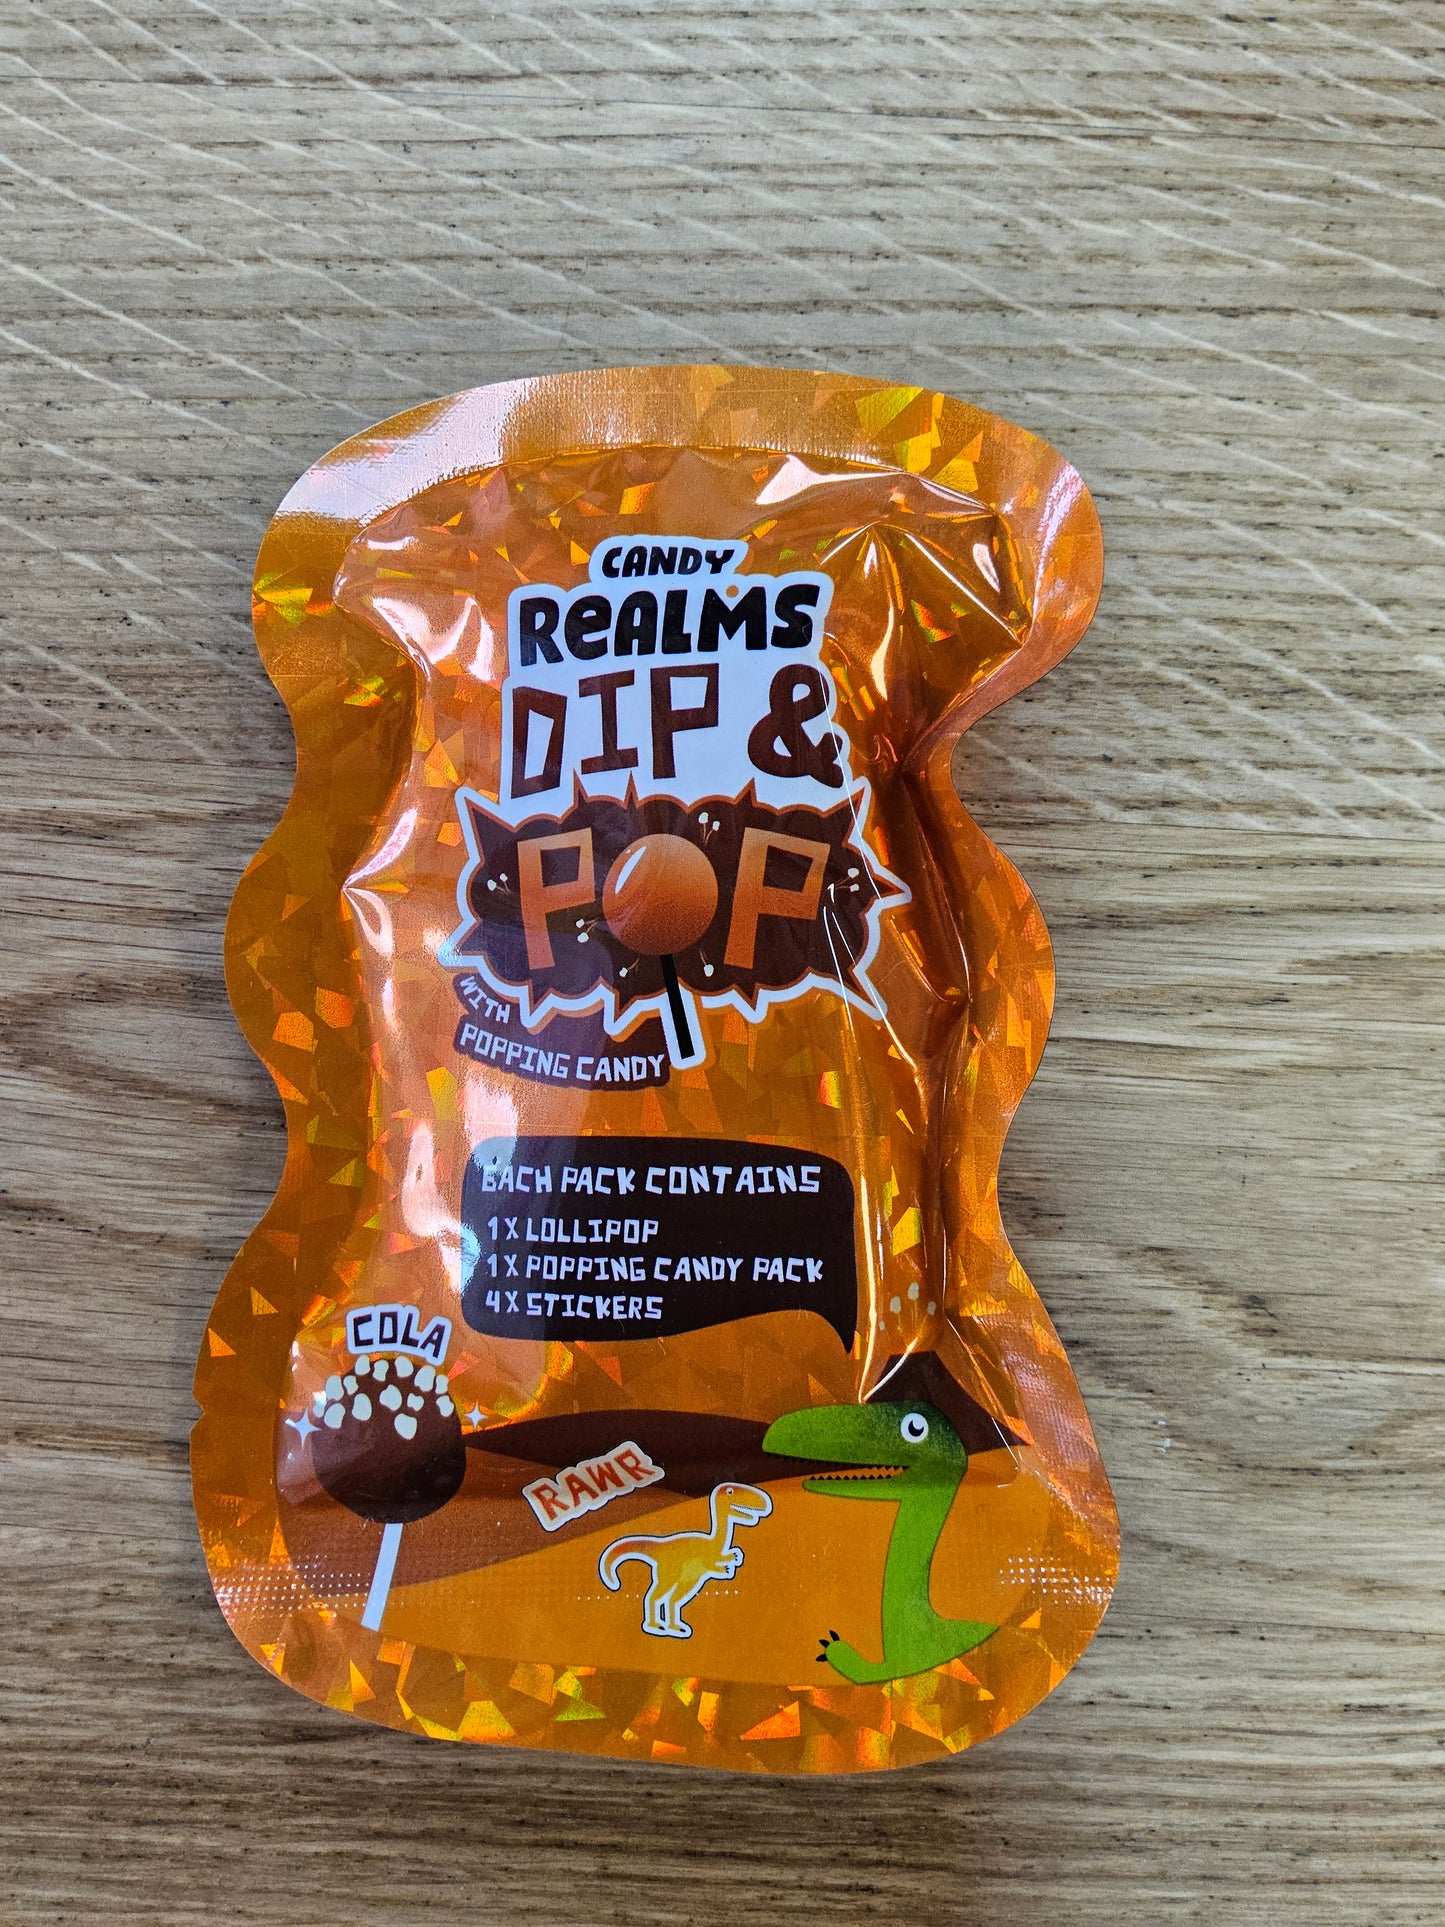 CANDY
REALMS
DIP &
POP
WITH
POPPING CANDY
EACH PACK CONTAINS
1 X LOLLIPOP
1 X POPPING CANDY PACK
4 X STICKERS
COLA
RAWR